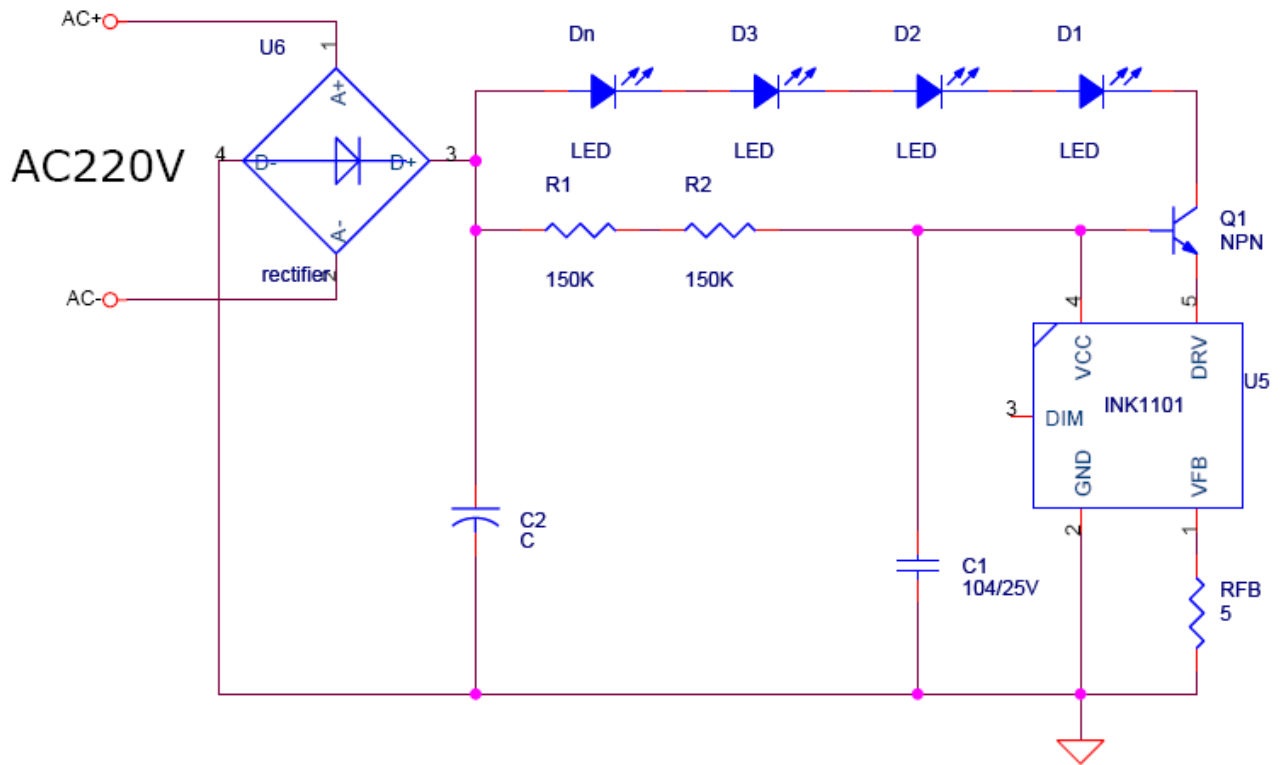 AC+
U6
1
A+
AC220V
4
D-
D+
3
A-
rectifier
2
AC-
Dn
D3
D2
D1
LED
LED
LED
LED
R1
R2
150K
150K
Q1
NPN
4
5
VCC
DRV
U5
INK1101
3
DIM
GND
VFB
2
1
C2
C
C1
104/25V
RFB
5